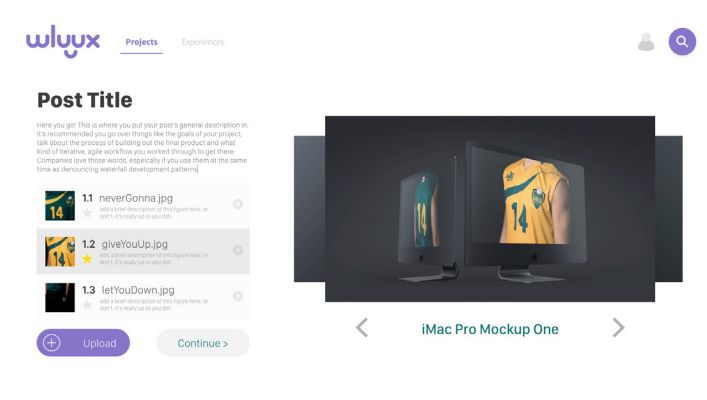 wluux
Projects
Experiences
Post Title
Here you go! This is where you put your post's general description in.
It's recommended you go over things like the goals of your project,
talk about the process of building out the final product and what
kind of iterative, agile workflow you worked through to get there.
Companies love those words, espeically if you use them at the same
time as denouncing waterfall development patterns
14
1.1 neverGonna.jpg
add a brief description of this figure here, or
don't. It's really up to you tbh.
14
1.2 giveYouUp.jpg
add a brief description of this figure here, or
don't. It's really up to you tbh.
1.3 letYouDown.jpg
add a brief description of this figure here, or
don't. It's really up to you tbh.
Upload
Continue >
14
iMac Pro Mockup One